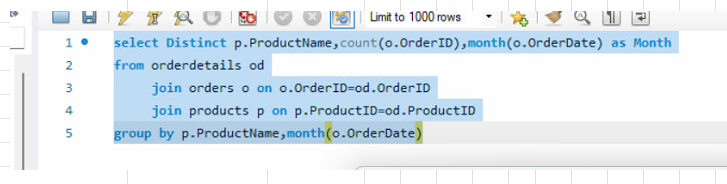 Limit to 1000 rows
1 select Distinct p.ProductName,count(o.OrderID),month(o.OrderDate) as Month
2 from orderdetails od
3 join orders o on o.OrderID=od.OrderID
4 join products p on p.ProductID=od.ProductID
5 group by p.ProductName,month(o.OrderDate)